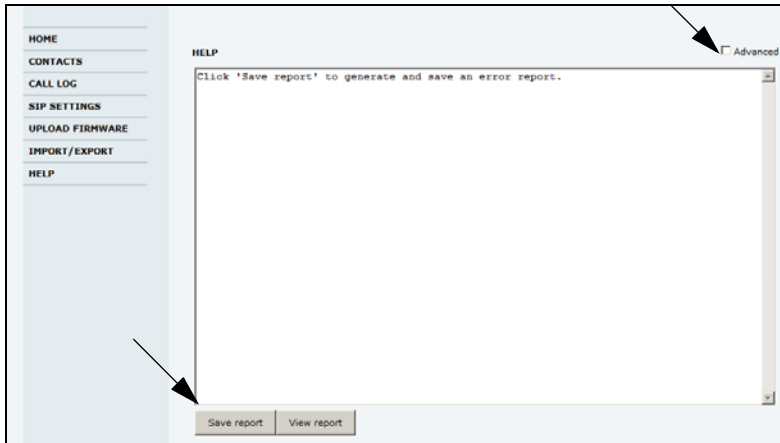 HOME
CONTACTS
CALL LOG
SIP SETTINGS
UPLOAD FIRMWARE
IMPORT/EXPORT
HELP
HELP
Advanced
Click 'Save report' to generate and save an error report.
Save report
View report